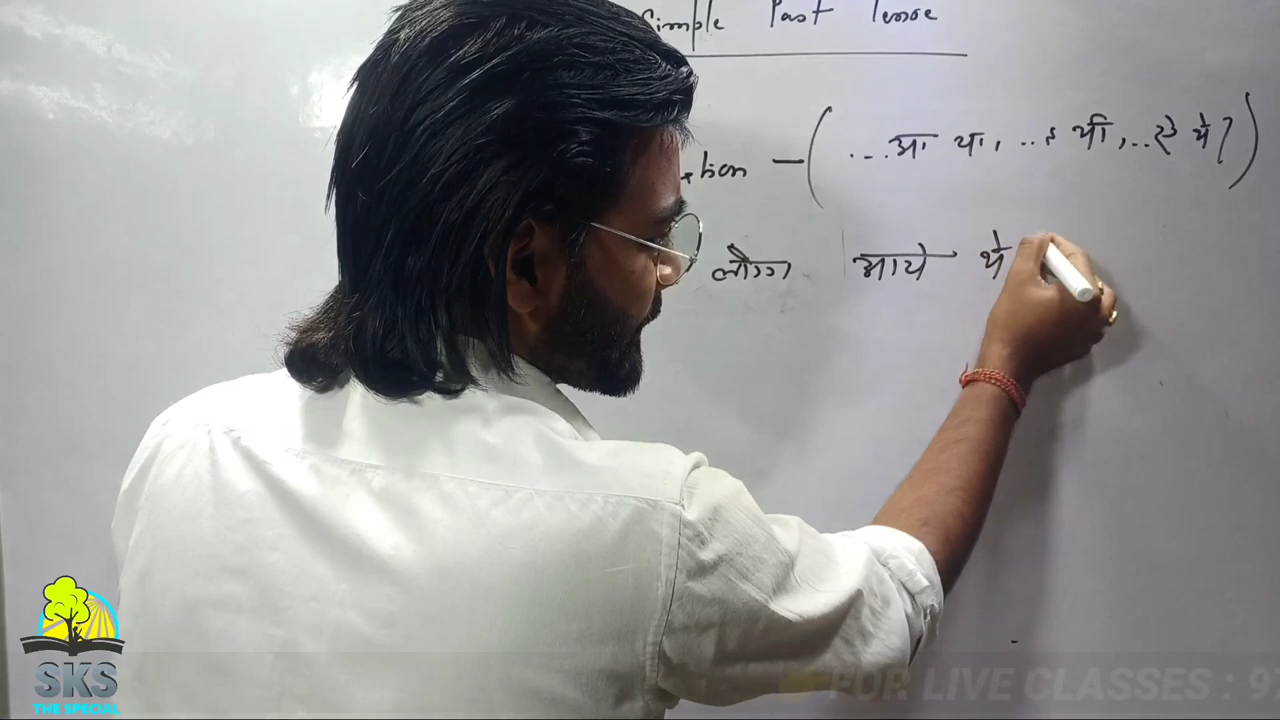 Simple Past Tense
tion - (...आ था, ...ई थी, ...ए थे)
लोग आये थे
SKS
THE SPECIAL
FOR LIVE CLASSES : 9